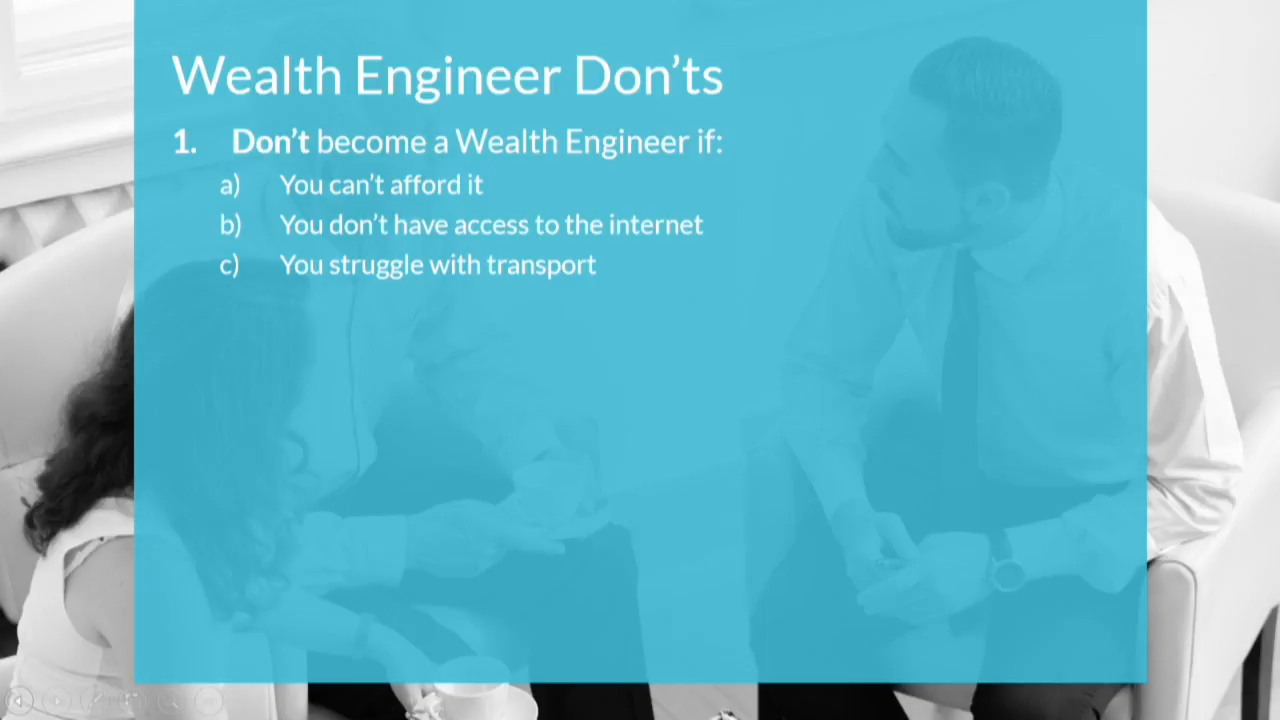 Wealth Engineer Don’ts
1. Don’t become a Wealth Engineer if:
a) You can’t afford it
b) You don’t have access to the internet
c) You struggle with transport